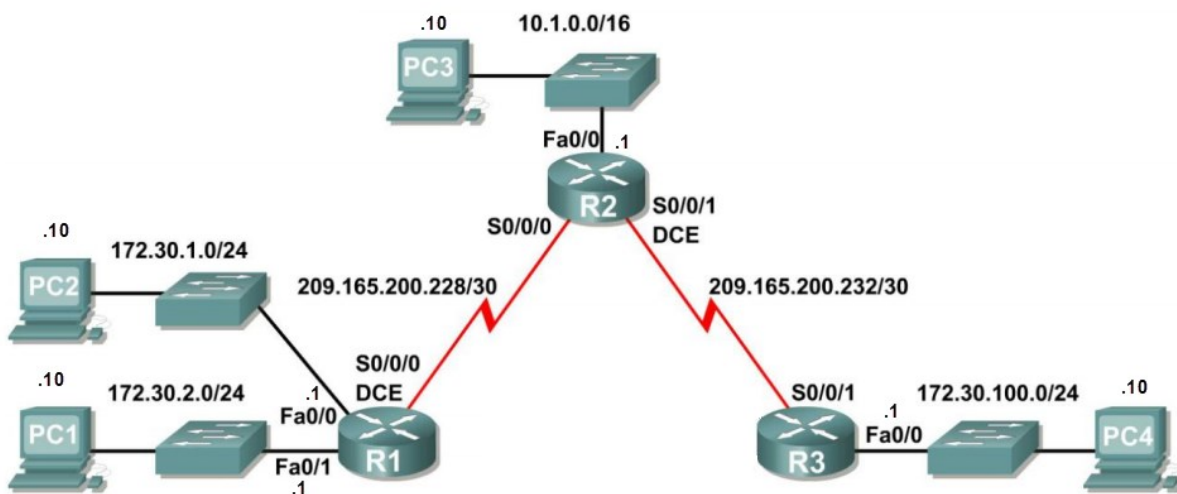 .10
10.1.0.0/16
PC3
Fa0/0
.1
R2
S0/0/0
S0/0/1
DCE
.10
172.30.1.0/24
PC2
209.165.200.228/30
209.165.200.232/30
S0/0/0
DCE
.10
172.30.2.0/24
.1
Fa0/0
PC1
Fa0/1
.1
R1
S0/0/1
172.30.100.0/24
.10
.1
Fa0/0
R3
PC4